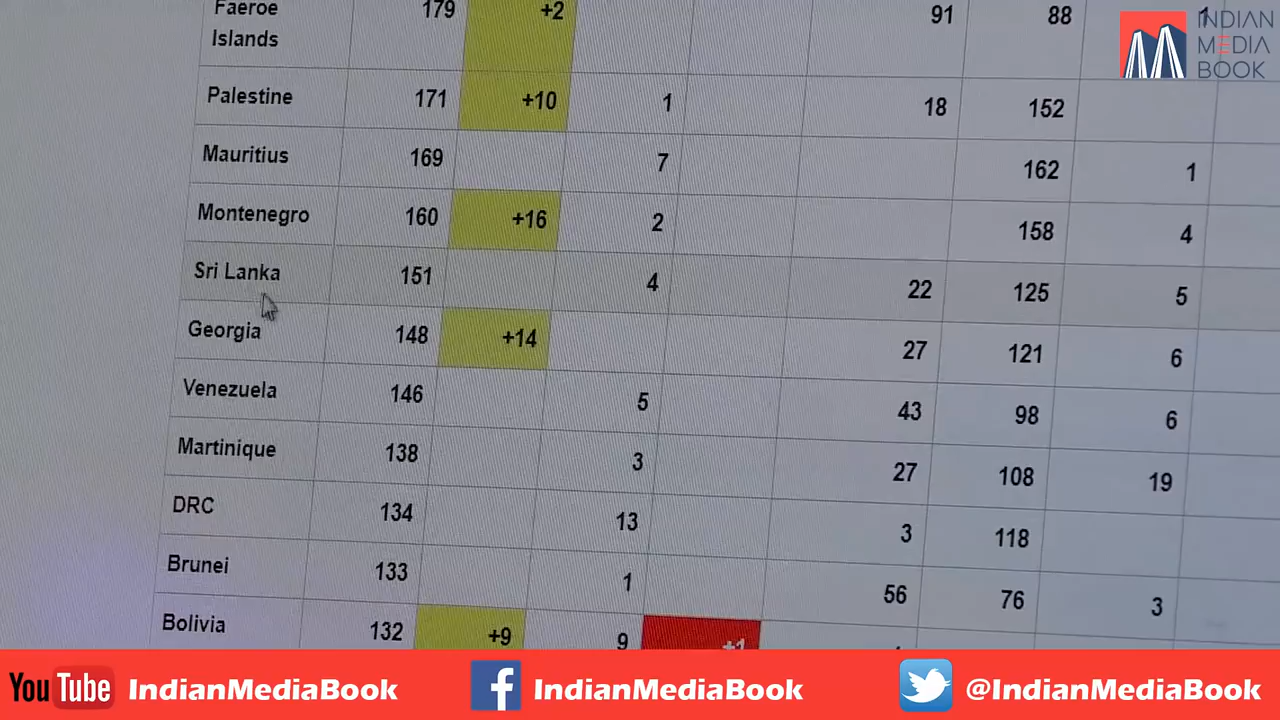 Faeroe Islands 179 +2 91 88 1
Palestine 171 +10 1 18 152
Mauritius 169 7 162 1
Montenegro 160 +16 2 158 4
Sri Lanka 151 4 22 125 5
Georgia 148 +14 27 121 6
Venezuela 146 5 43 98 6
Martinique 138 3 27 108 19
DRC 134 13 3 118
Brunei 133 1 56 76 3
Bolivia 132 +9 9 +1
INDIAN
MEDIA
BOOK
YouTube IndianMediaBook f IndianMediaBook @IndianMediaBook